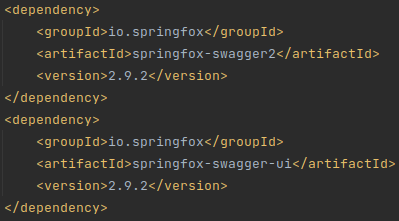 <dependency>
    <groupId>io.springfox</groupId>
    <artifactId>springfox-swagger2</artifactId>
    <version>2.9.2</version>
</dependency>
<dependency>
    <groupId>io.springfox</groupId>
    <artifactId>springfox-swagger-ui</artifactId>
    <version>2.9.2</version>
</dependency>